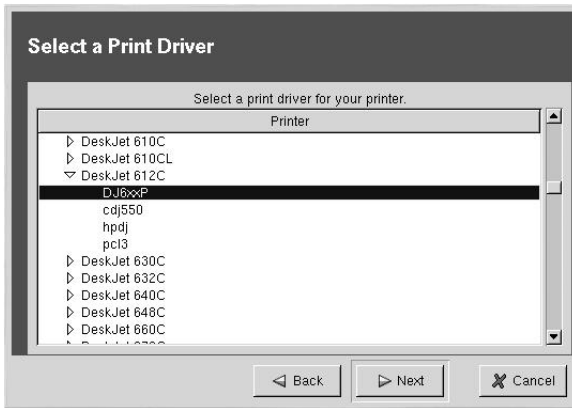 Select a Print Driver
Select a print driver for your printer.
Printer
DeskJet 610C
DeskJet 610CL
DeskJet 612C
DJ6xxP
cdj550
hpdj
pcl3
DeskJet 630C
DeskJet 632C
DeskJet 640C
DeskJet 648C
DeskJet 660C
Back
Next
Cancel